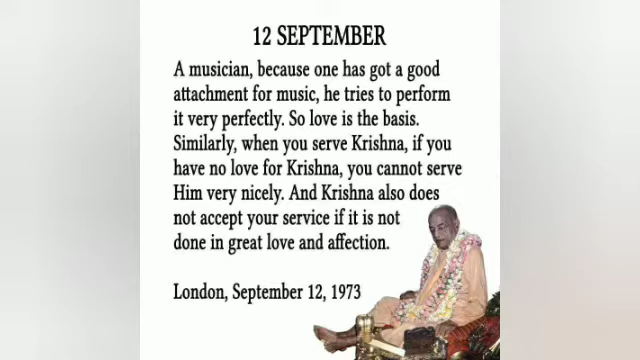 12 SEPTEMBER
A musician, because one has got a good
attachment for music, he tries to perform
it very perfectly. So love is the basis.
Similarly, when you serve Krishna, if you
have no love for Krishna, you cannot serve
Him very nicely. And Krishna also does
not accept your service if it is not
done in great love and affection.
London, September 12, 1973